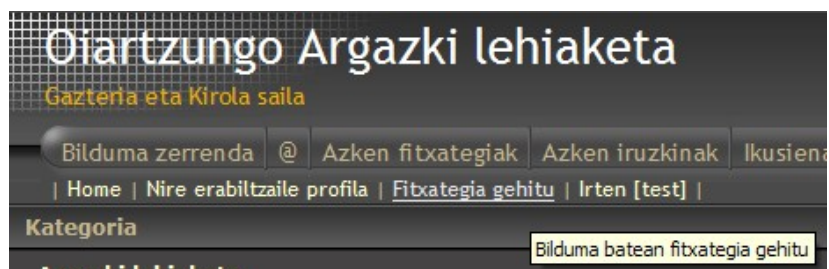 Oiartzungo Argazki lehiaketa
Gazteria eta Kirola saila
Bilduma zerrenda @ Azken fitxategiak Azken iruzkinak
| Home | Nire erabiltzaile profila | Fitxategia gehitu | Irten [test] |
Kategoria
Bilduma batean fitxategia gehitu